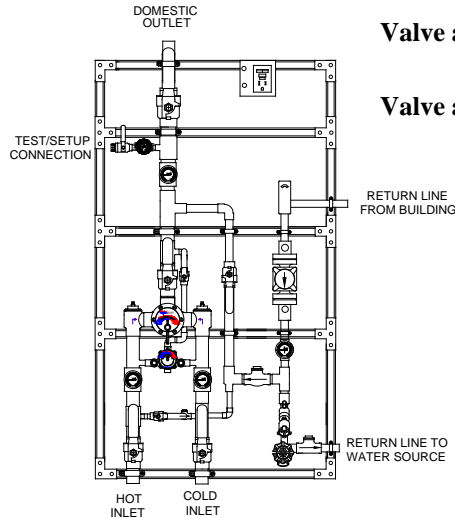 DOMESTIC
OUTLET
Valve a
Valve a
TEST/SETUP
CONNECTION
RETURN LINE
FROM BUILDING
RETURN LINE TO
WATER SOURCE
HOT
INLET
COLD
INLET